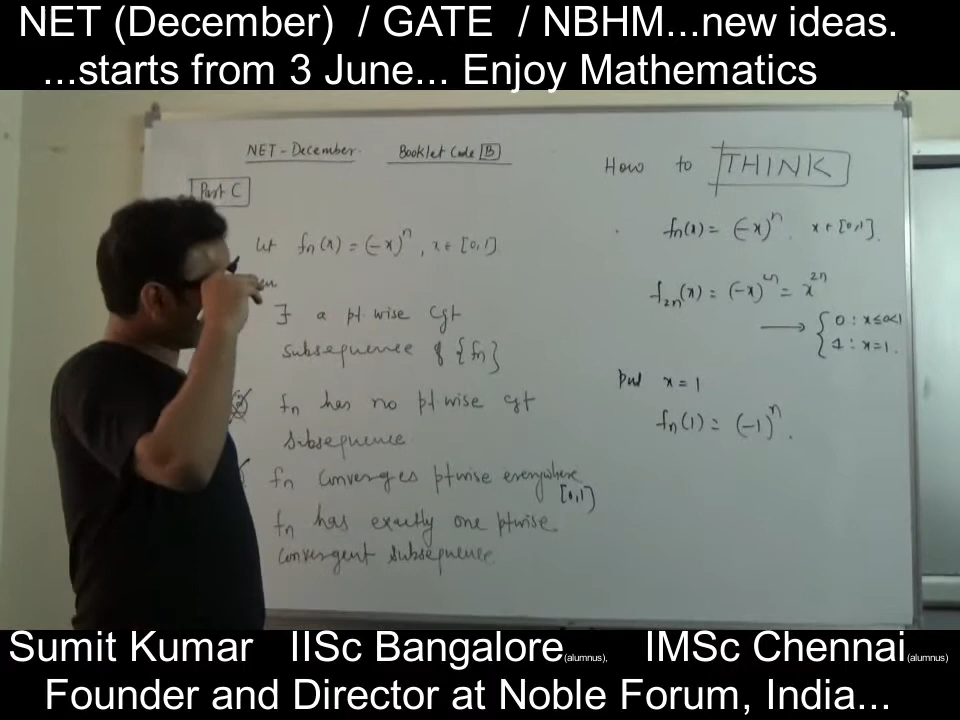 NET (December) / GATE / NBHM...new ideas.
...starts from 3 June... Enjoy Mathematics
NET - December. Booklet Code [B]
Part C
Let fn(x) = (-x)^n, x ∈ [0,1]
∃ a pt wise cgt
subsequence of {fn}
fn has no ptwise cgt
subsequence
fn converges ptwise everywhere
[0,1]
fn has exactly one ptwise
convergent subsequence.
How to THINK
fn(x) = (-x)^n. x ∈ [0,1].
f2n(x) = (-x)^2n = x^2n
→ { 0 :
1 : x=1.
Put x = 1
fn(1) = (-1)^n.
Sumit Kumar IISc Bangalore(alumnus), IMSc Chennai(alumnus)
Founder and Director at Noble Forum, India...